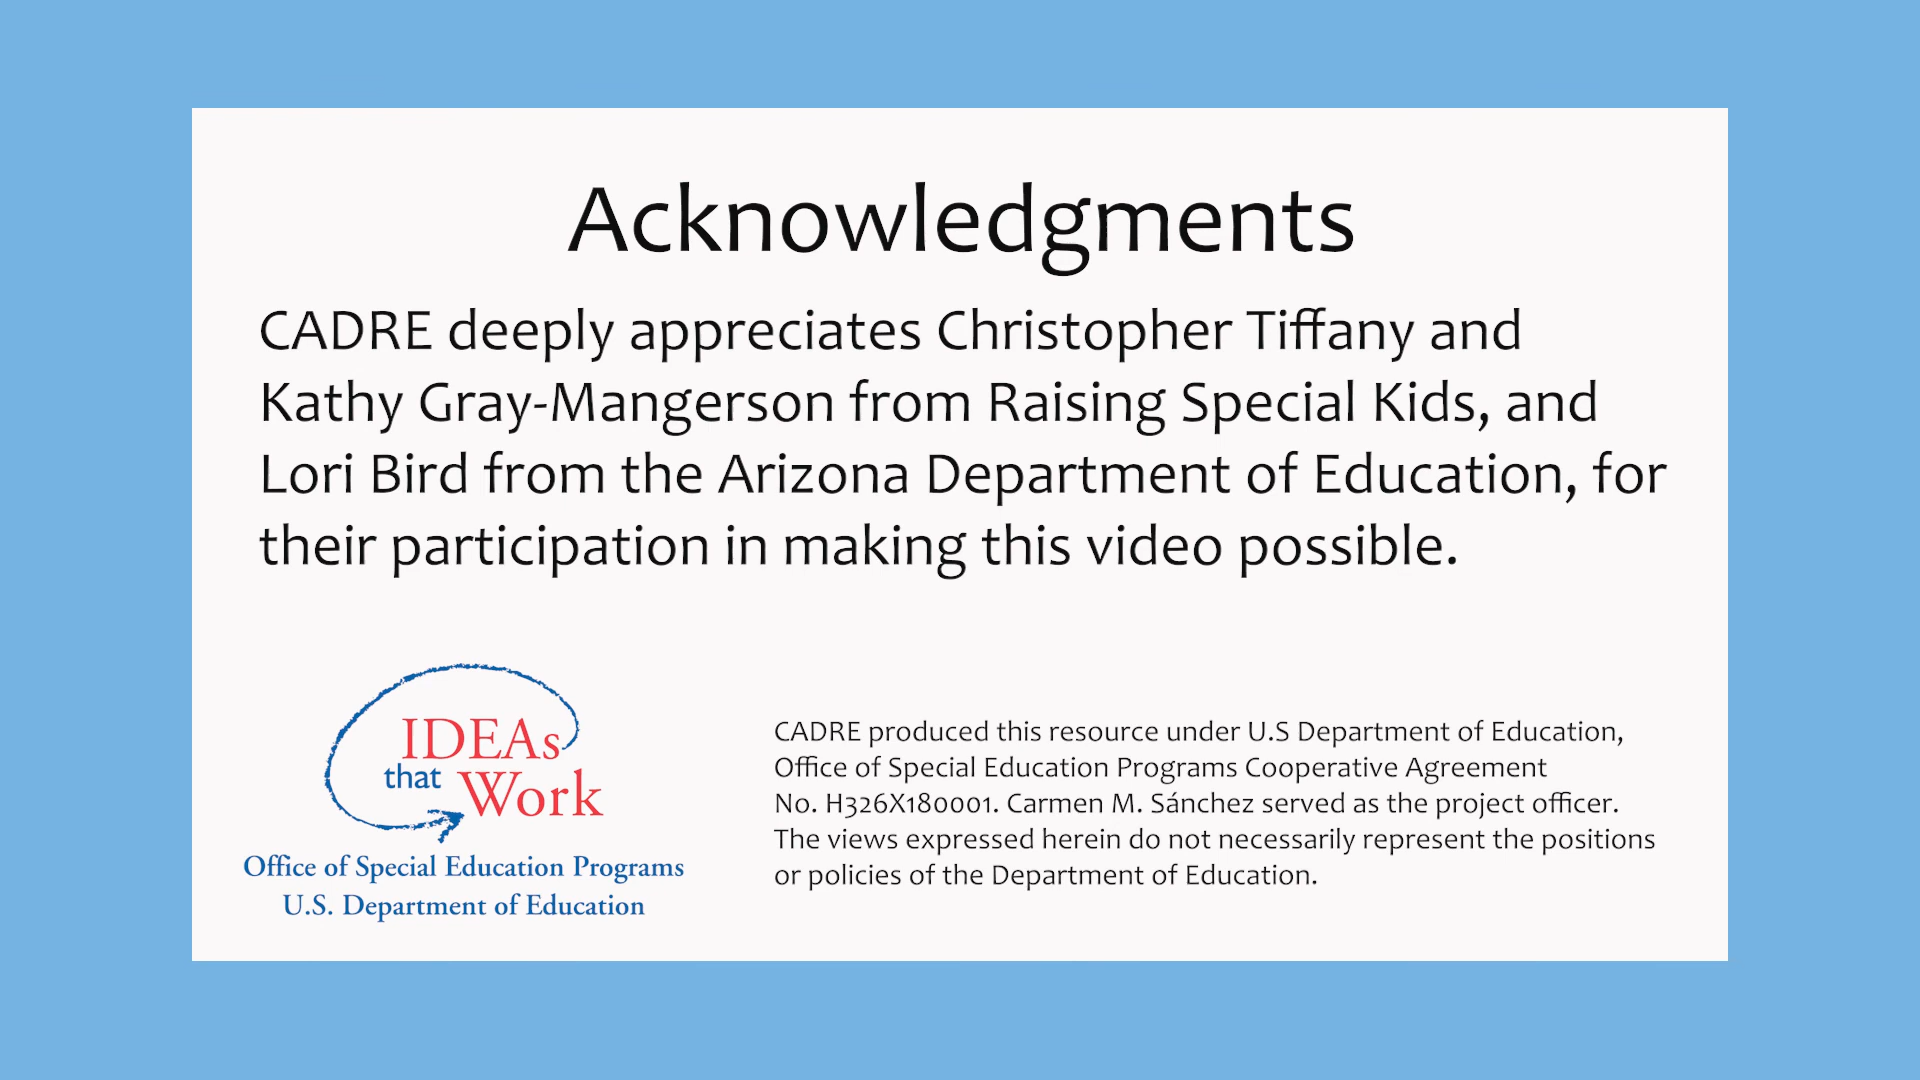 Acknowledgments
CADRE deeply appreciates Christopher Tiffany and
Kathy Gray-Mangerson from Raising Special Kids, and
Lori Bird from the Arizona Department of Education, for
their participation in making this video possible.
IDEAs
that Work
Office of Special Education Programs
U.S. Department of Education
CADRE produced this resource under U.S Department of Education,
Office of Special Education Programs Cooperative Agreement
No. H326X180001. Carmen M. Sánchez served as the project officer.
The views expressed herein do not necessarily represent the positions
or policies of the Department of Education.